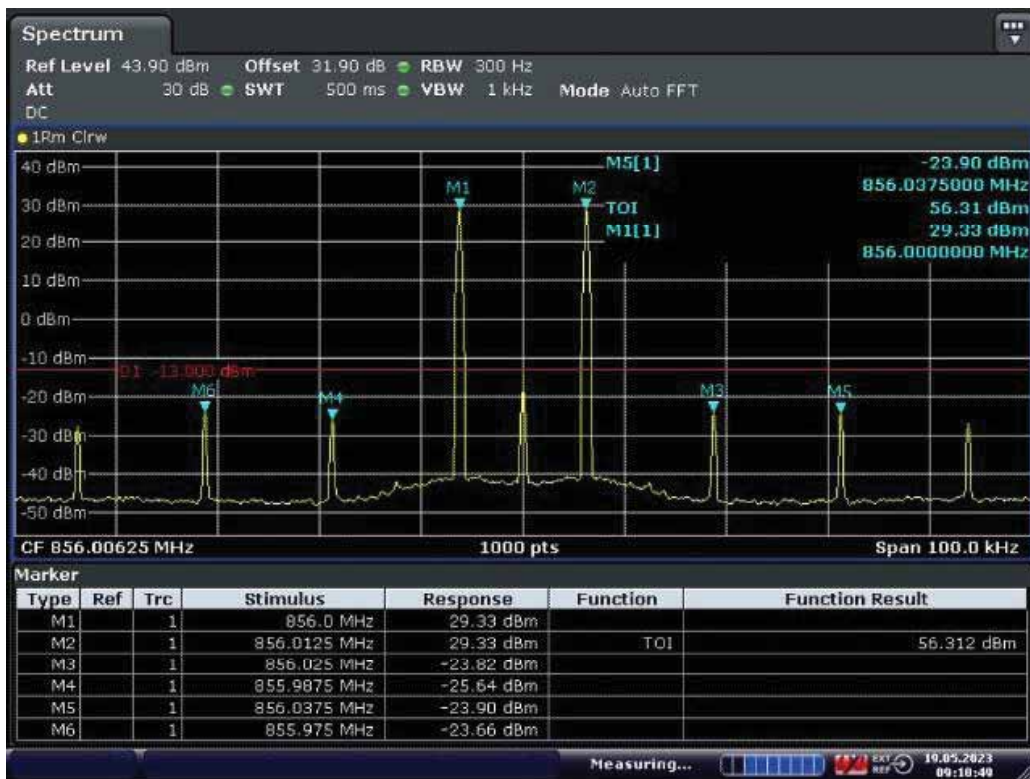 Spectrum
Ref Level 43.90 dBm Offset 31.90 dB RBW 300 Hz
Att 30 dB SWT 500 ms VBW 1 kHz Mode Auto FFT
DC
1Rm Clrw
M5[1] -23.90 dBm
856.0375000 MHz
TOI 56.31 dBm
M1[1] 29.33 dBm
856.0000000 MHz
40 dBm
M1 M2
30 dBm
20 dBm
10 dBm
0 dBm
-10 dBm
D1 -13.000 dBm
M6 M4 M3 M5
-20 dBm
-30 dBm
-40 dBm
-50 dBm
CF 856.00625 MHz 1000 pts Span 100.0 kHz
Marker
Type Ref Trc Stimulus Response Function Function Result
M1 1 856.0 MHz 29.33 dBm
M2 1 856.0125 MHz 29.33 dBm TOI 56.312 dBm
M3 1 856.025 MHz -23.82 dBm
M4 1 855.9875 MHz -25.64 dBm
M5 1 856.0375 MHz -23.90 dBm
M6 1 855.975 MHz -23.66 dBm
Measuring... EXT REF 19.05.2023
09:10:40